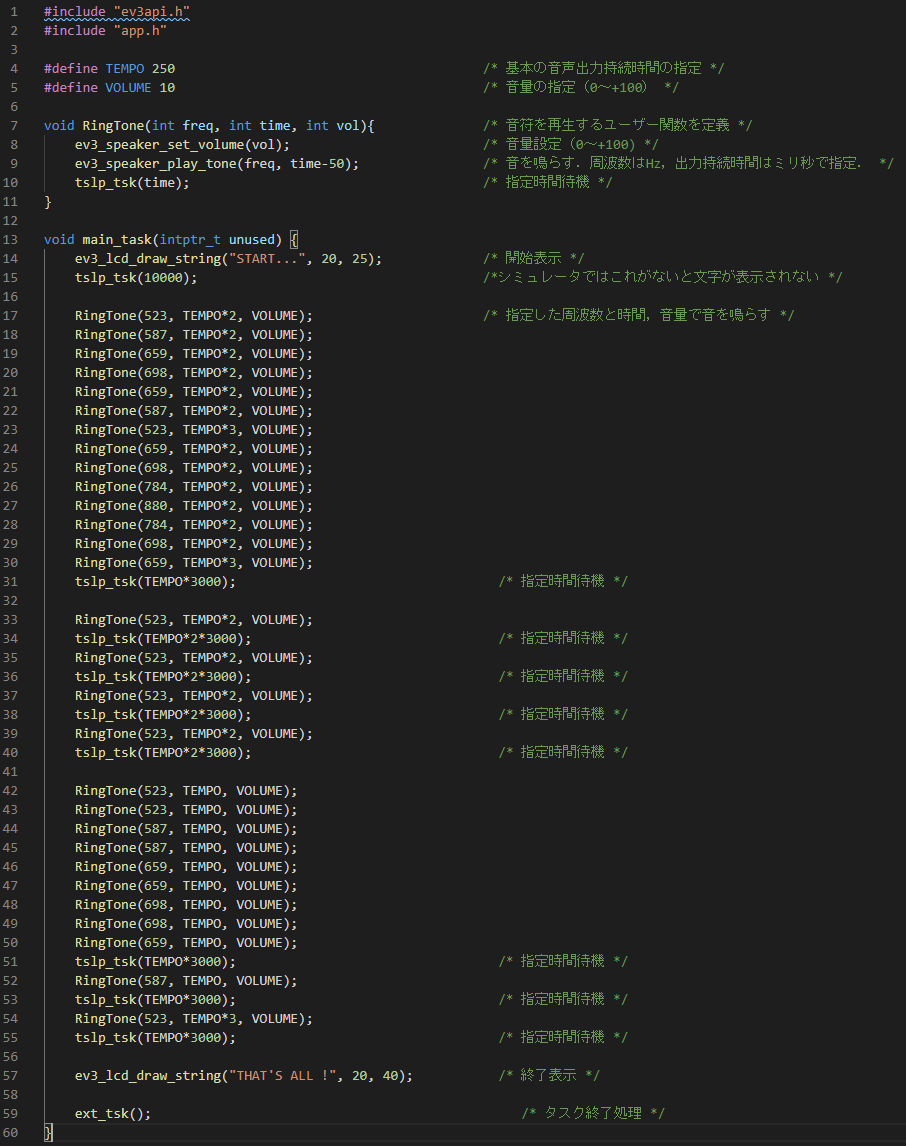 1 #include "ev3api.h"
2 #include "app.h"
3
4 #define TEMPO 250 /* 基本の音声出力持続時間の指定 */
5 #define VOLUME 10 /* 音量の指定（0～+100） */
6
7 void RingTone(int freq, int time, int vol){ /* 音符を再生するユーザー関数を定義 */
8 ev3_speaker_set_volume(vol); /* 音量設定（0～+100）*/
9 ev3_speaker_play_tone(freq, time-50); /* 音を鳴らす．周波数はHz，出力持続時間はミリ秒で指定． */
10 tslp_tsk(time); /* 指定時間待機 */
11 }
12
13 void main_task(intptr_t unused) {
14 ev3_lcd_draw_string("START...", 20, 25); /* 開始表示 */
15 tslp_tsk(10000); /*シミュレータではこれがないと文字が表示されない */
16
17 RingTone(523, TEMPO*2, VOLUME); /* 指定した周波数と時間，音量で音を鳴らす */
18 RingTone(587, TEMPO*2, VOLUME);
19 RingTone(659, TEMPO*2, VOLUME);
20 RingTone(698, TEMPO*2, VOLUME);
21 RingTone(659, TEMPO*2, VOLUME);
22 RingTone(587, TEMPO*2, VOLUME);
23 RingTone(523, TEMPO*3, VOLUME);
24 RingTone(659, TEMPO*2, VOLUME);
25 RingTone(698, TEMPO*2, VOLUME);
26 RingTone(784, TEMPO*2, VOLUME);
27 RingTone(880, TEMPO*2, VOLUME);
28 RingTone(784, TEMPO*2, VOLUME);
29 RingTone(698, TEMPO*2, VOLUME);
30 RingTone(659, TEMPO*3, VOLUME);
31 tslp_tsk(TEMPO*3000); /* 指定時間待機 */
32
33 RingTone(523, TEMPO*2, VOLUME);
34 tslp_tsk(TEMPO*2*3000); /* 指定時間待機 */
35 RingTone(523, TEMPO*2, VOLUME);
36 tslp_tsk(TEMPO*2*3000); /* 指定時間待機 */
37 RingTone(523, TEMPO*2, VOLUME);
38 tslp_tsk(TEMPO*2*3000); /* 指定時間待機 */
39 RingTone(523, TEMPO*2, VOLUME);
40 tslp_tsk(TEMPO*2*3000); /* 指定時間待機 */
41
42 RingTone(523, TEMPO, VOLUME);
43 RingTone(523, TEMPO, VOLUME);
44 RingTone(587, TEMPO, VOLUME);
45 RingTone(587, TEMPO, VOLUME);
46 RingTone(659, TEMPO, VOLUME);
47 RingTone(659, TEMPO, VOLUME);
48 RingTone(698, TEMPO, VOLUME);
49 RingTone(698, TEMPO, VOLUME);
50 RingTone(659, TEMPO, VOLUME);
51 tslp_tsk(TEMPO*3000); /* 指定時間待機 */
52 RingTone(587, TEMPO, VOLUME);
53 tslp_tsk(TEMPO*3000); /* 指定時間待機 */
54 RingTone(523, TEMPO*3, VOLUME);
55 tslp_tsk(TEMPO*3000); /* 指定時間待機 */
56
57 ev3_lcd_draw_string("THAT'S ALL !", 20, 40); /* 終了表示 */
58
59 ext_tsk(); /* タスク終了処理 */
60 }